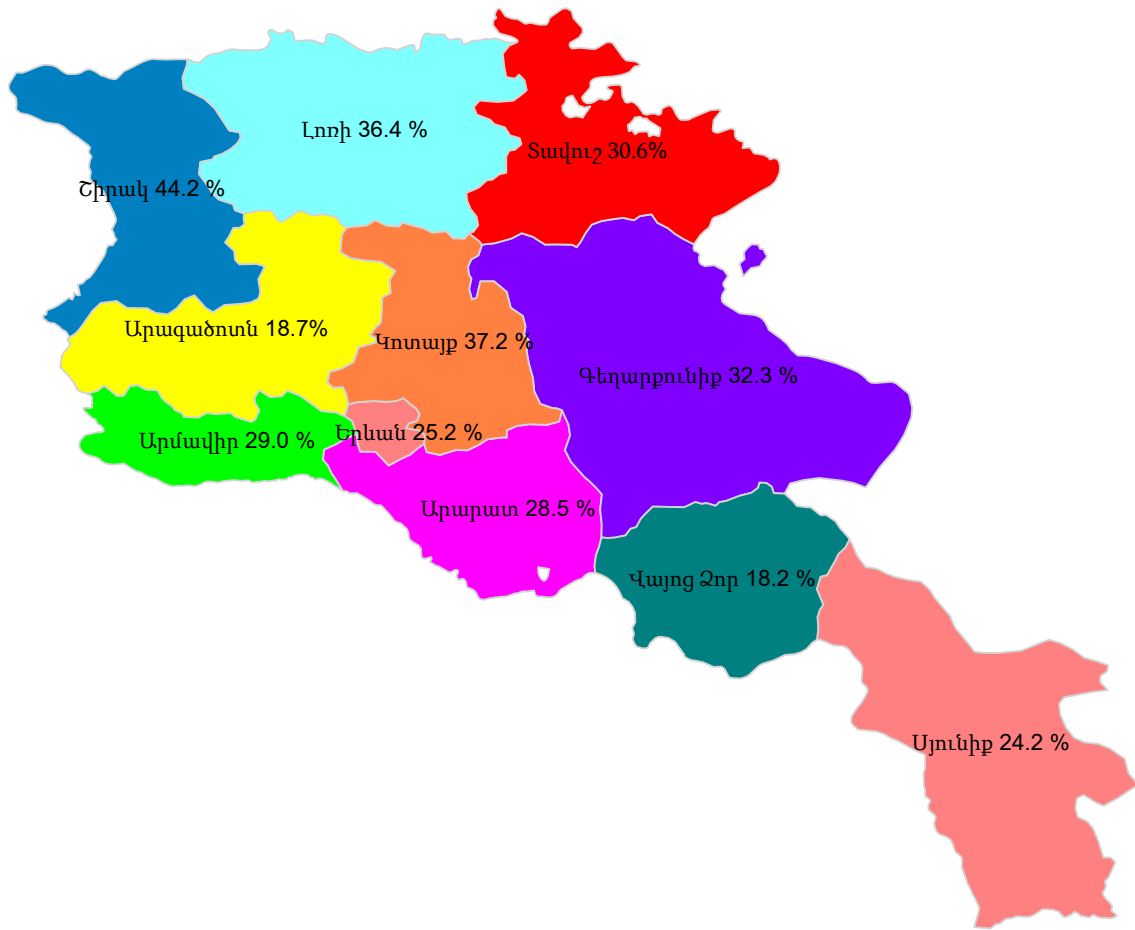 Լոռի 36.4 %
Տավուշ 30.6%
Շիրակ 44.2 %
Արագածոտն 18.7%
Կոտայք 37.2 %
Գեղարքունիք 32.3 %
Արմավիր 29.0 %
Երևան 25.2 %
Արարատ 28.5 %
Վայոց Ձոր 18.2 %
Սյունիք 24.2 %